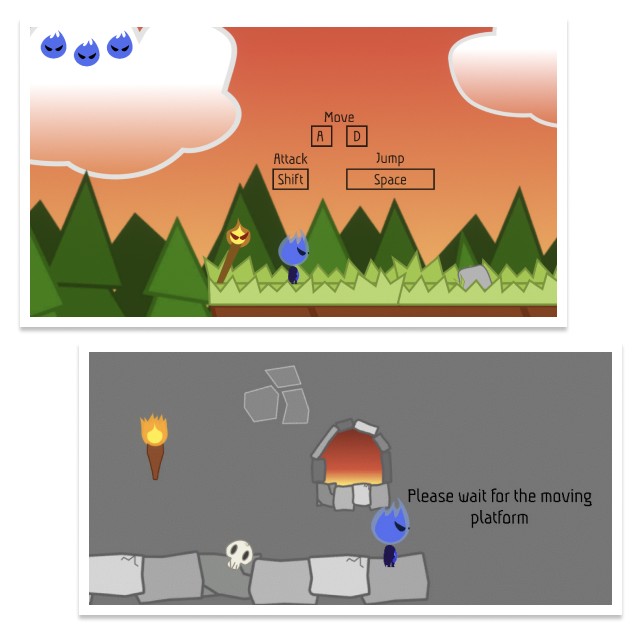 Move
A D
Attack Jump
Shift Space
Please wait for the moving
platform